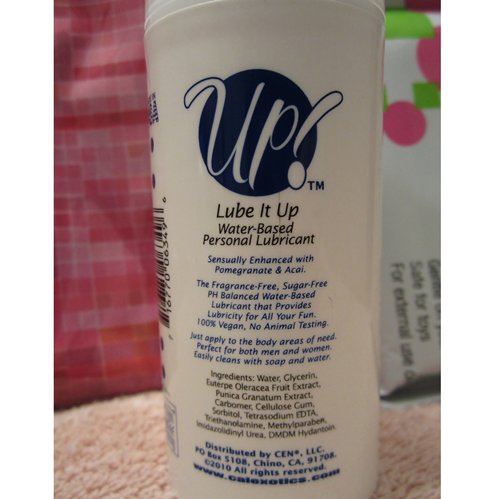 Up!™
Lube It Up
Water-Based
Personal Lubricant
Sensually Enhanced with
Pomegranate & Acai.
The Fragrance-Free, Sugar-Free
PH Balanced Water-Based
Lubricant that Provides
Lubricity for All Your Fun.
100% Vegan, No Animal Testing.
Just apply to the body areas of need.
Perfect for both men and women.
Easily cleans with soap and water.
Ingredients: Water, Glycerin,
Euterpe Oleracea Fruit Extract,
Punica Granatum Extract,
Carbomer, Cellulose Gum,
Sorbitol, Tetrasodium EDTA,
Triethanolamine, Methylparaben,
Imidazolidinyl Urea, DMDM Hydantoin.
Distributed by CEN®, LLC.
PO Box 5108, Chino, CA, 91708.
©2010 All rights reserved.
www.calexotics.com
16770 06349 6
Safe for toys
For external use